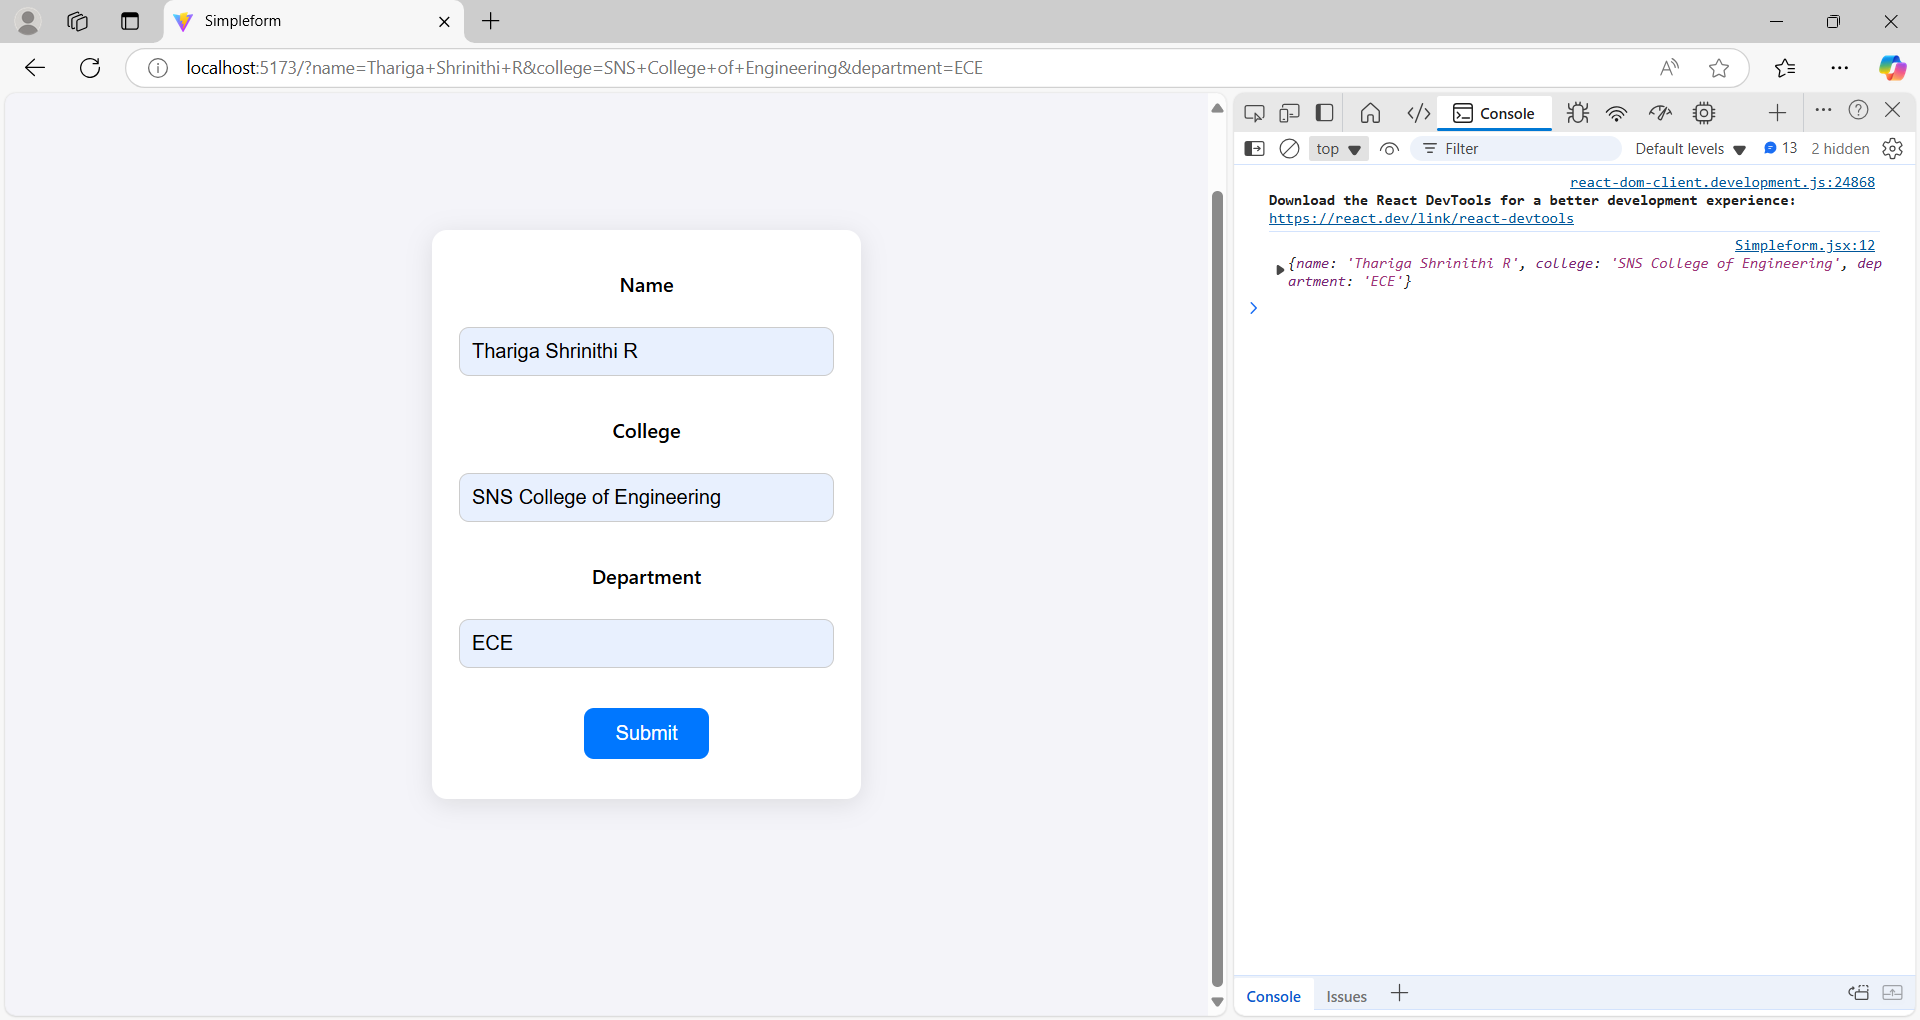 Simpleform
localhost:5173/?name=Thariga+Shrinithi+R&college=SNS+College+of+Engineering&department=ECE
Name
Thariga Shrinithi R
College
SNS College of Engineering
Department
ECE
Submit
Console
top
Filter
Default levels
13
2 hidden
react-dom-client.development.js:24868
Download the React DevTools for a better development experience:
https://react.dev/link/react-devtools
Simpleform.jsx:12
{name: 'Thariga Shrinithi R', college: 'SNS College of Engineering', dep
artment: 'ECE'}
Console
Issues